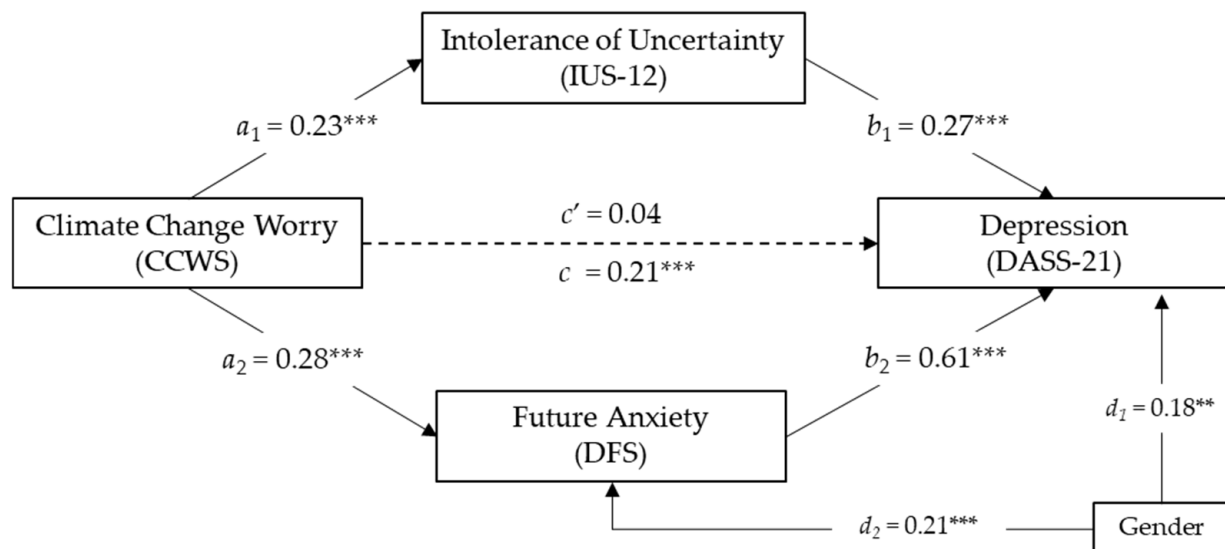 Intolerance of Uncertainty
(IUS-12)
a₁ = 0.23***
b₁ = 0.27***
Climate Change Worry
(CCWS)
c′ = 0.04
c = 0.21***
Depression
(DASS-21)
a₂ = 0.28***
b₂ = 0.61***
Future Anxiety
(DFS)
d₁ = 0.18**
d₂ = 0.21***
Gender